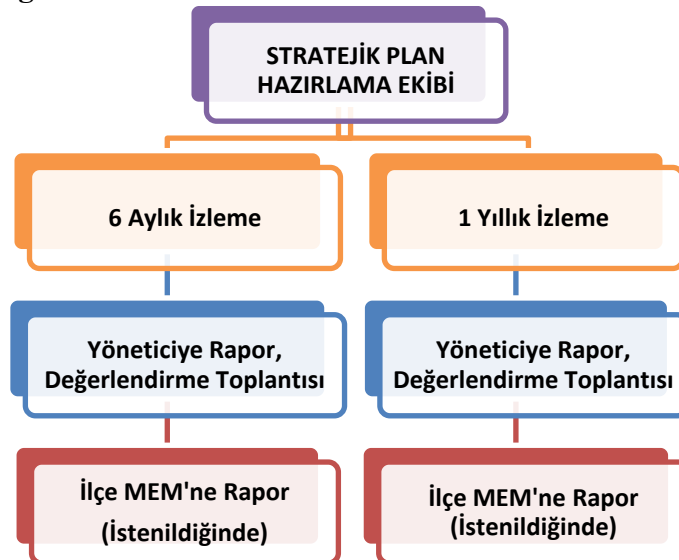 STRATEJİK PLAN
HAZIRLAMA EKİBİ
6 Aylık İzleme
1 Yıllık İzleme
Yöneticiye Rapor,
Değerlendirme Toplantısı
Yöneticiye Rapor,
Değerlendirme Toplantısı
İlçe MEM'ne Rapor
(İstenildiğinde)
İlçe MEM'ne Rapor
(İstenildiğinde)